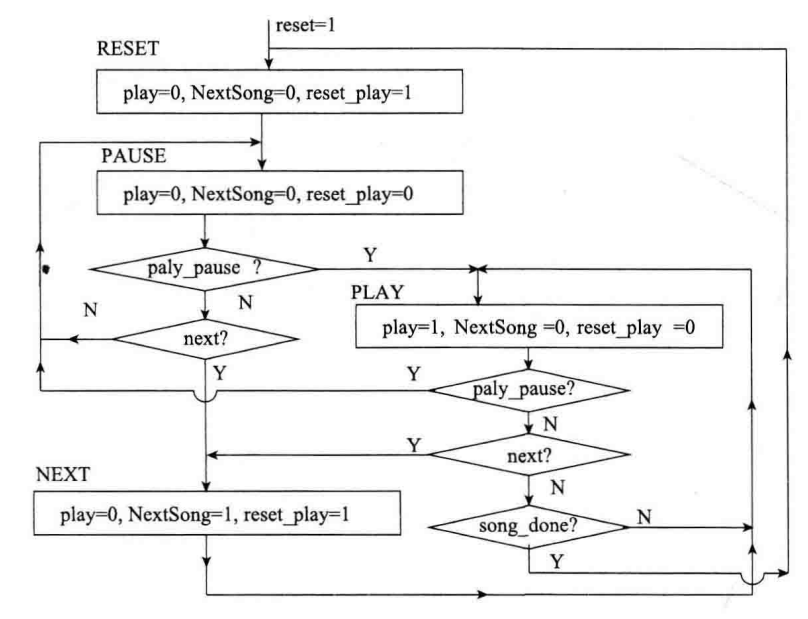 reset=1
RESET
play=0, NextSong=0, reset_play=1
PAUSE
play=0, NextSong=0, reset_play=0
paly_pause ?
Y
N
N
next?
Y
PLAY
play=1, NextSong =0, reset_play =0
Y
paly_pause?
N
Y
next?
N
NEXT
play=0, NextSong=1, reset_play=1
song_done?
N
Y